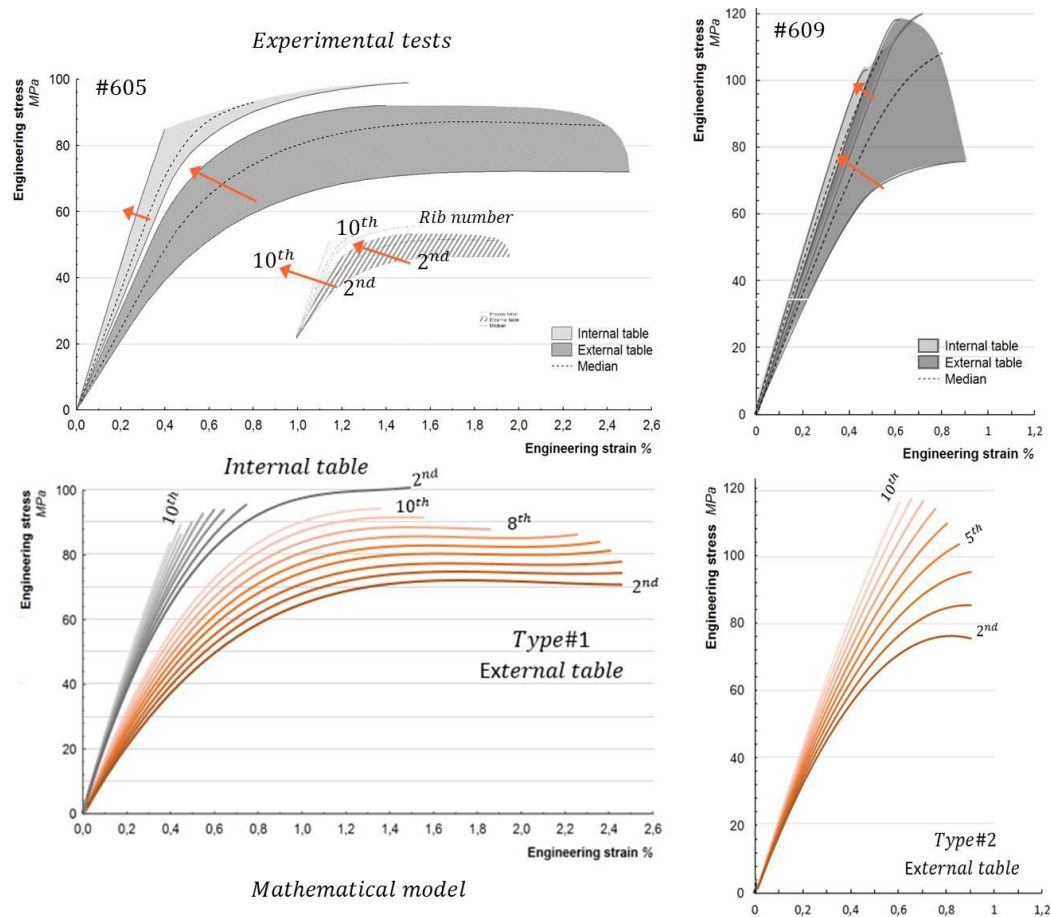 Experimental tests
#605
Engineering stress
MPa
100
80
60
40
20
0
0,0 0,2 0,4 0,6 0,8 1,0 1,2 1,4 1,6 1,8 2,0 2,2 2,4 2,6
Engineering strain %
10th
10th
Rib number
2nd
2nd
Internal table
External table
Median
Internal table
External table
Median
#609
Engineering stress
MPa
120
100
80
60
40
20
0
0 0,2 0,4 0,6 0,8 1 1,2
Engineering strain %
Internal table
External table
Median
Internal table
Engineering stress
MPa
100
80
60
40
20
0
0,0 0,2 0,4 0,6 0,8 1,0 1,2 1,4 1,6 1,8 2,0 2,2 2,4 2,6
Engineering strain %
10th
2nd
10th
8th
2nd
Type#1
External table
Mathematical model
Engineering stress MPa
120
100
80
60
40
20
0
0 0,2 0,4 0,6 0,8 1,0 1,2
Engineering strain %
10th
5th
2nd
Type#2
External table